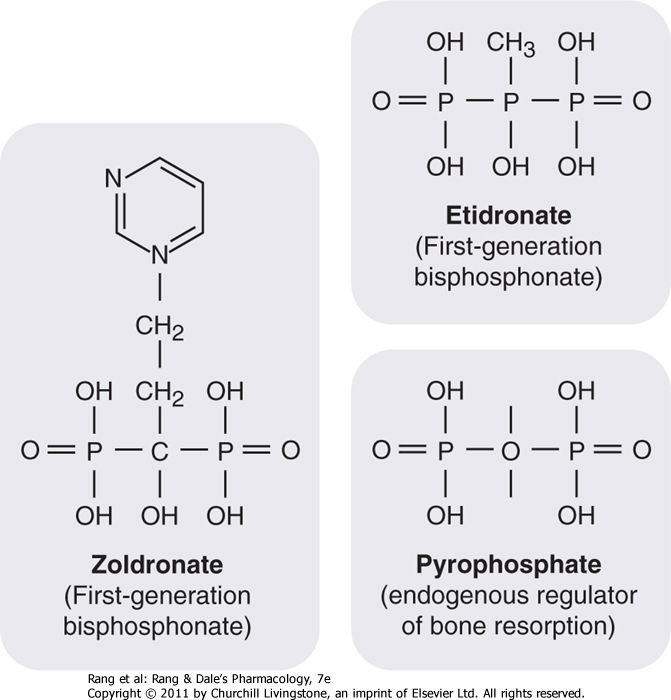 OH CH3 OH
O P P P O
OH OH OH
Etidronate
(First-generation
bisphosphonate)
N
N
CH2
OH CH2 OH
O P C P O
OH OH OH
Zoldronate
(First-generation
bisphosphonate)
OH OH
O P O P O
OH OH
Pyrophosphate
(endogenous regulator
of bone resorption)
Rang et al: Rang & Dale's Pharmacology, 7e
Copyright © 2011 by Churchill Livingstone, an imprint of Elsevier Ltd. All rights reserved.